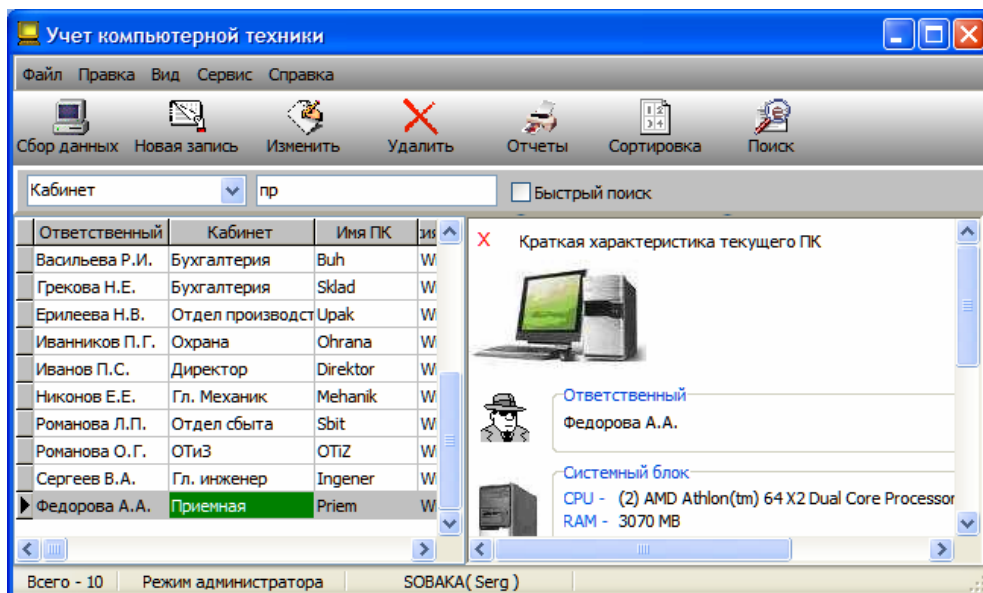 Учет компьютерной техники
Файл Правка Вид Сервис Справка
Сбор данных Новая запись Изменить Удалить Отчеты Сортировка Поиск
Кабинет пр Быстрый поиск
Ответственный Кабинет Имя ПК
Васильева Р.И. Бухгалтерия Buh
Грекова Н.Е. Бухгалтерия Sklad
Ерилеева Н.В. Отдел производст Upak
Иванников П.Г. Охрана Ohrana
Иванов П.С. Директор Direktor
Никонов Е.Е. Гл. Механик Mehanik
Романова Л.П. Отдел сбыта Sbit
Романова О.Г. ОТиЗ OTiZ
Сергеев В.А. Гл. инженер Ingener
Федорова А.А. Приемная Priem
X Краткая характеристика текущего ПК
Ответственный
Федорова А.А.
Системный блок
CPU - (2) AMD Athlon(tm) 64 X2 Dual Core Processor
RAM - 3070 MB
Всего - 10 Режим администратора SOBAKA( Serg )